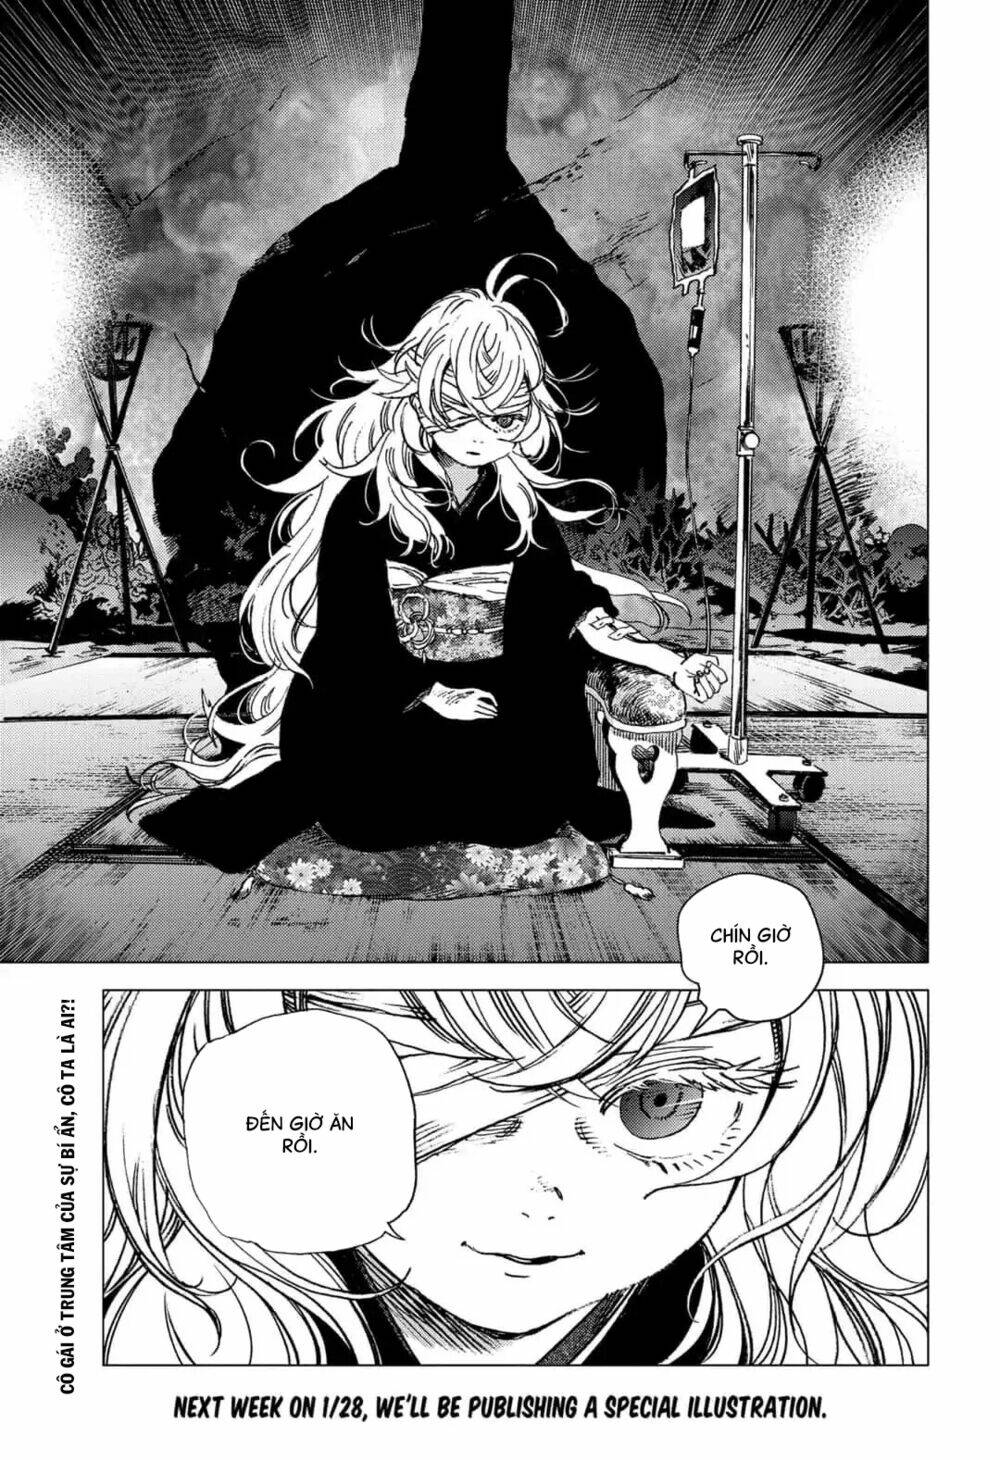 CHÍN GIỜ
RỒI.
ĐẾN GIỜ ĂN
RỒI.
CÔ GÁI Ở TRUNG TÂM CỦA SỰ BÍ ẨN, CÔ TA LÀ AI?!
NEXT WEEK ON 1/28, WE'LL BE PUBLISHING A SPECIAL ILLUSTRATION.